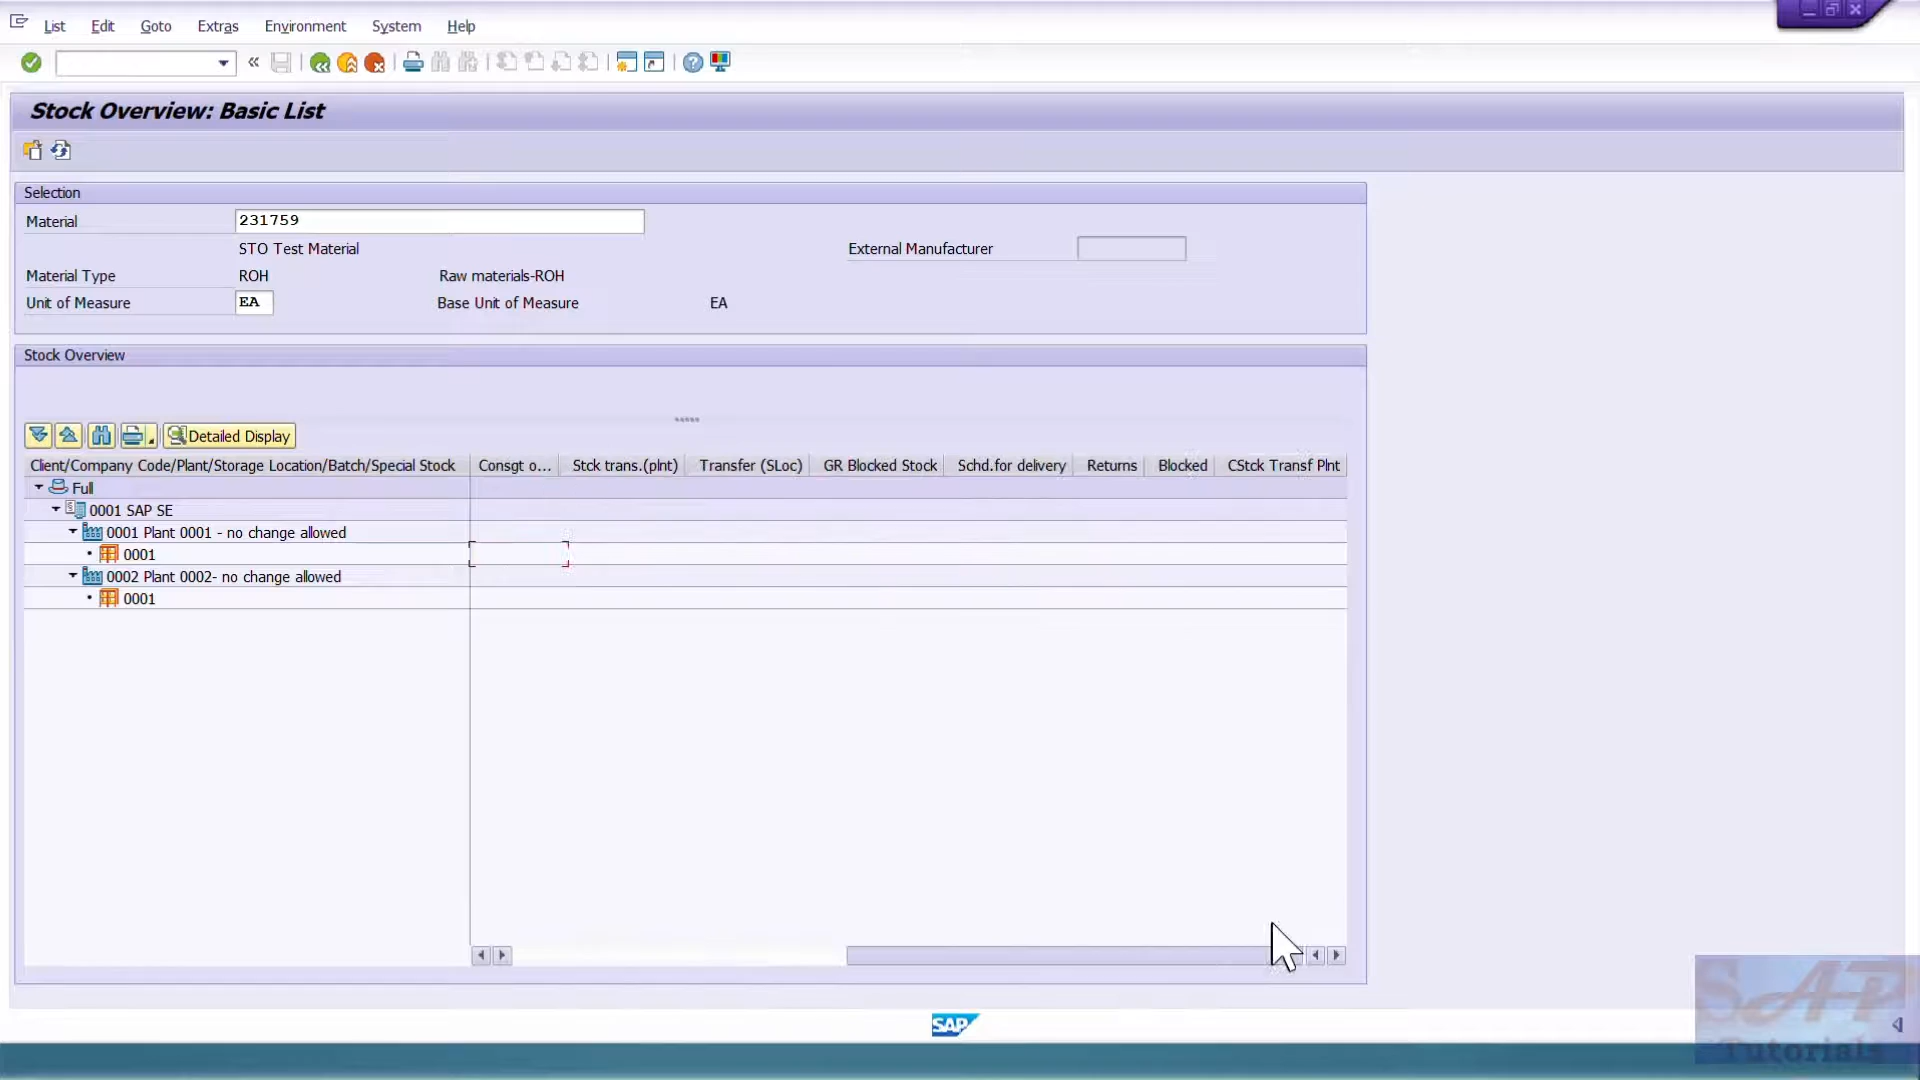 List Edit Goto Extras Environment System Help
Stock Overview: Basic List
Selection
Material 231759
STO Test Material External Manufacturer
Material Type ROH Raw materials-ROH
Unit of Measure EA Base Unit of Measure EA
Stock Overview
Detailed Display
Client/Company Code/Plant/Storage Location/Batch/Special Stock Consgt o... Stck trans.(plnt) Transfer (SLoc) GR Blocked Stock Schd.for delivery Returns Blocked CStck Transf Plnt
Full
0001 SAP SE
0001 Plant 0001 - no change allowed
0001
0002 Plant 0002- no change allowed
0001
SAP
SAP
Tutorials